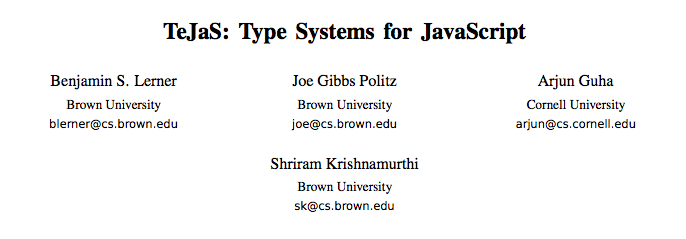 TeJaS: Type Systems for JavaScript
Benjamin S. Lerner
Brown University
blerner@cs.brown.edu
Joe Gibbs Politz
Brown University
joe@cs.brown.edu
Arjun Guha
Cornell University
arjun@cs.cornell.edu
Shriram Krishnamurthi
Brown University
sk@cs.brown.edu